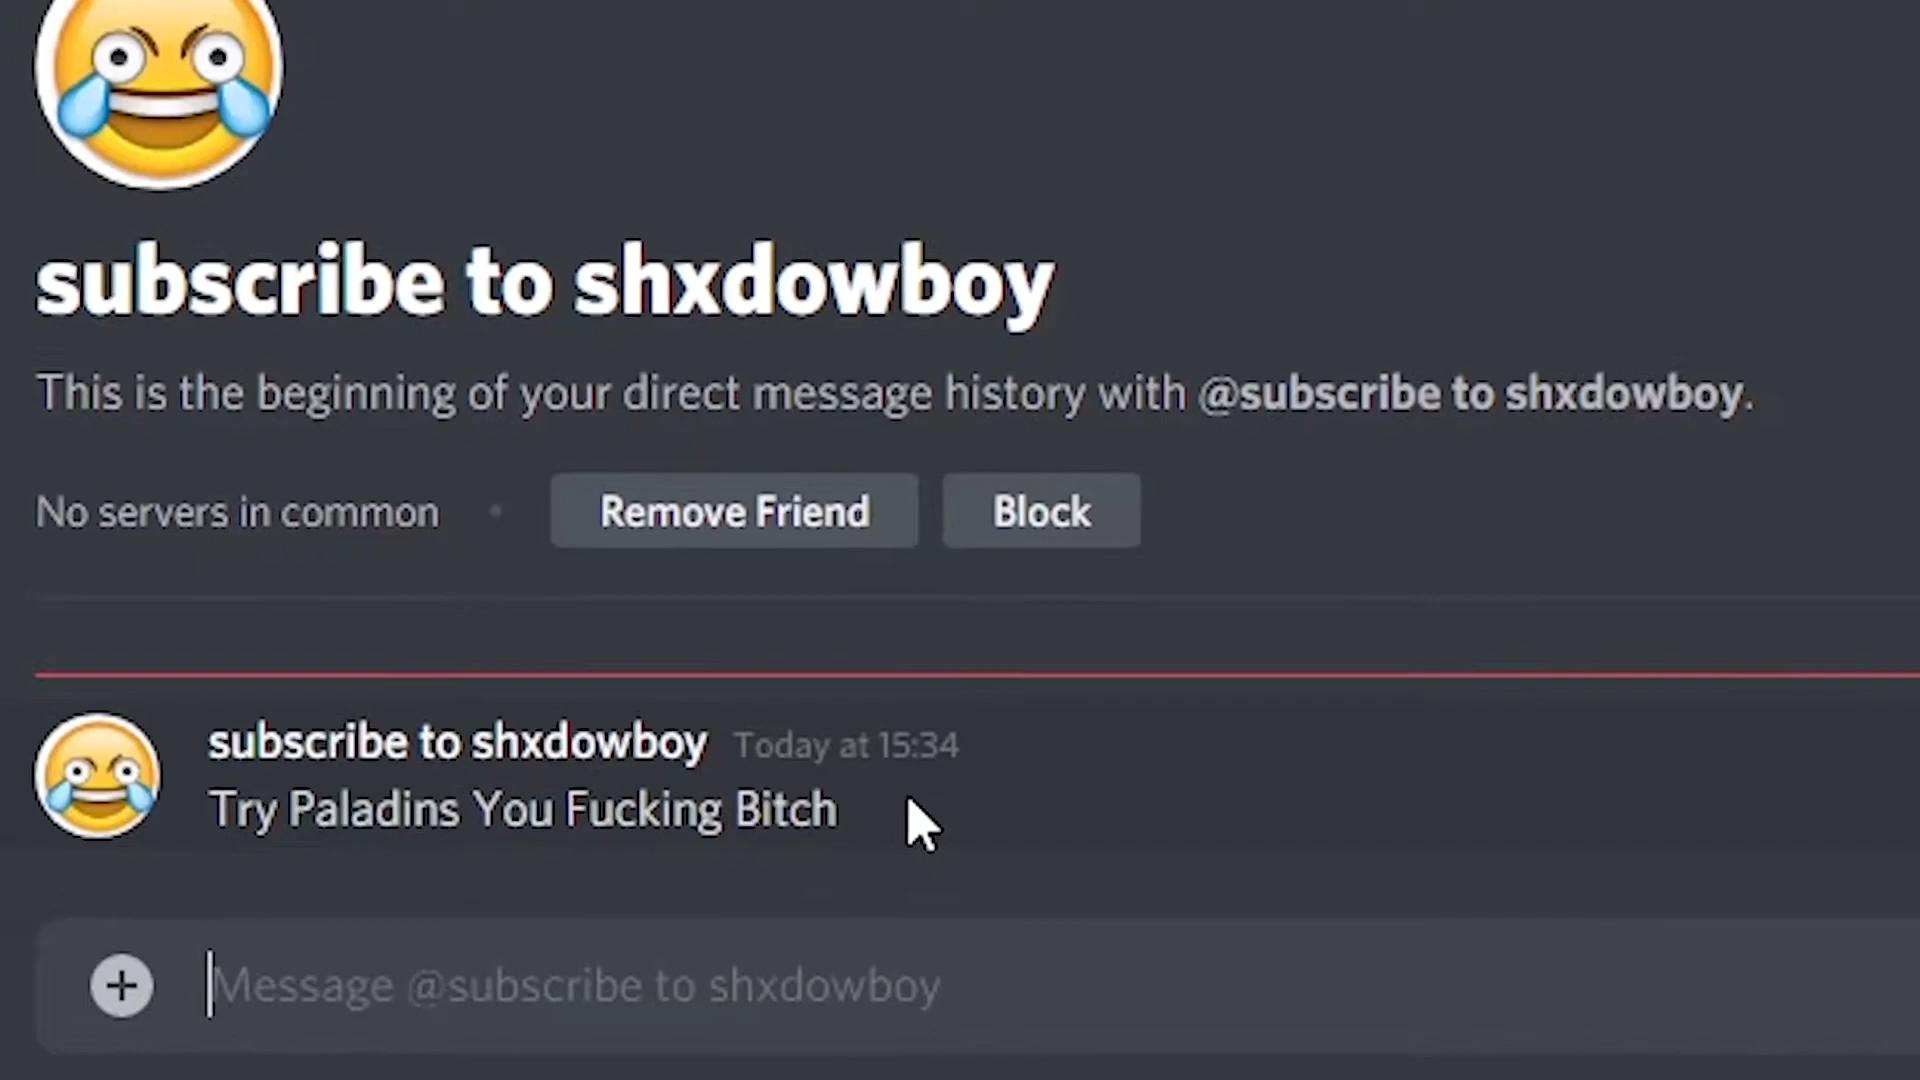 subscribe to shxdowboy
This is the beginning of your direct message history with @subscribe to shxdowboy.
No servers in common • Remove Friend Block
subscribe to shxdowboy Today at 15:34
Try Paladins You Fucking Bitch
Message @subscribe to shxdowboy